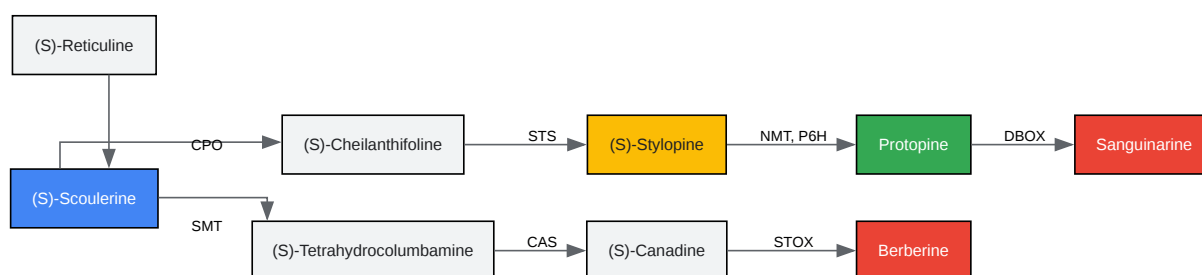 (S)-Reticuline
CPO
(S)-Cheilanthifoline
STS
(S)-Stylopine
NMT, P6H
Protopine
DBOX
Sanguinarine
(S)-Scoulerine
SMT
(S)-Tetrahydrocolumbamine
CAS
(S)-Canadine
STOX
Berberine